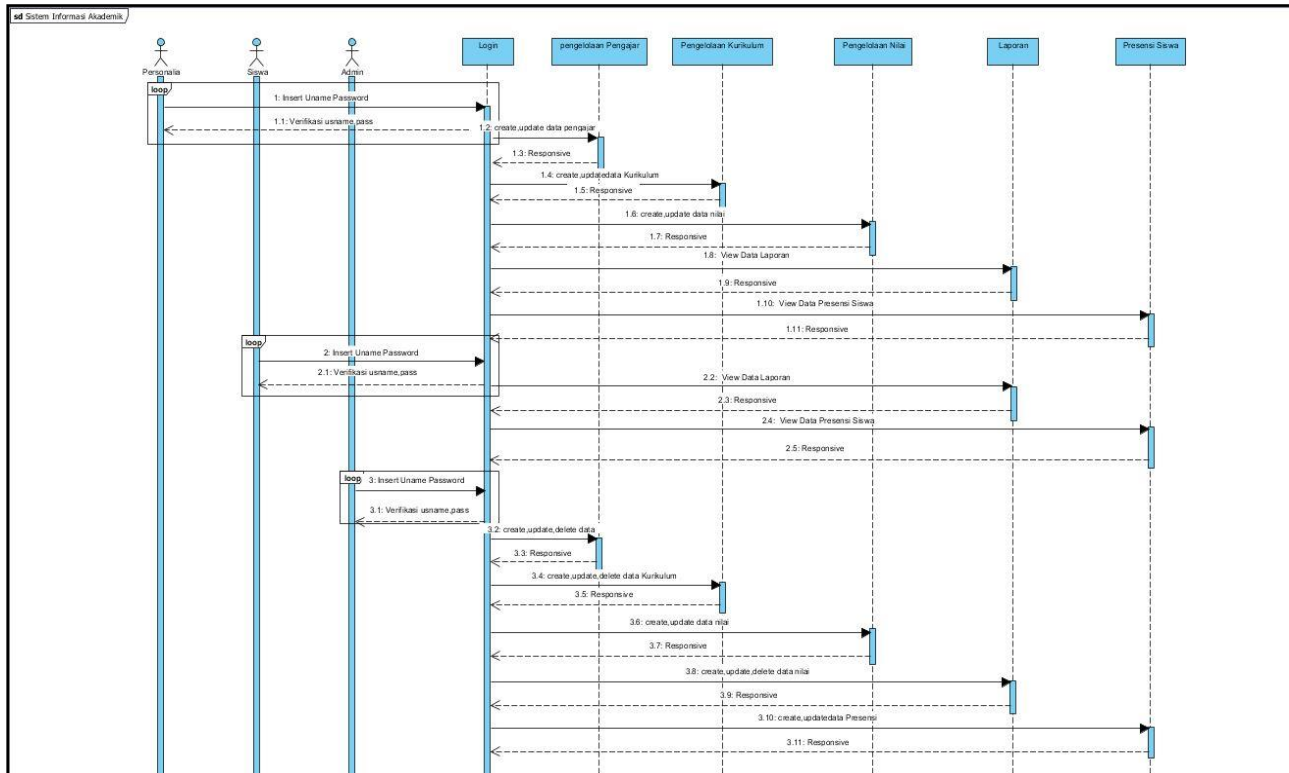 sd Sistem Informasi Akademik
Personalia
Siswa
Admin
Login
pengelolaan Pengajar
Pengelolaan Kurikulum
Pengelolaan Nilai
Laporan
Presensi Siswa
loop
1: Insert Uname Password
1.1: Verifikasi usname,pass
1.2: create,update data pengajar
1.3: Responsive
1.4: create,updatedata Kurikulum
1.5: Responsive
1.6: create,update data nilai
1.7: Responsive
1.8: View Data Laporan
1.9: Responsive
1.10: View Data Presensi Siswa
1.11: Responsive
loop
2: Insert Uname Password
2.1: Verifikasi usname,pass
2.2: View Data Laporan
2.3: Responsive
2.4: View Data Presensi Siswa
2.5: Responsive
loop
3: Insert Uname Password
3.1: Verifikasi usname,pass
3.2: create,update,delete data
3.3: Responsive
3.4: create,update,delete data Kurikulum
3.5: Responsive
3.6: create,update data nilai
3.7: Responsive
3.8: create,update,delete data nilai
3.9: Responsive
3.10: create,updatedata Presensi
3.11: Responsive